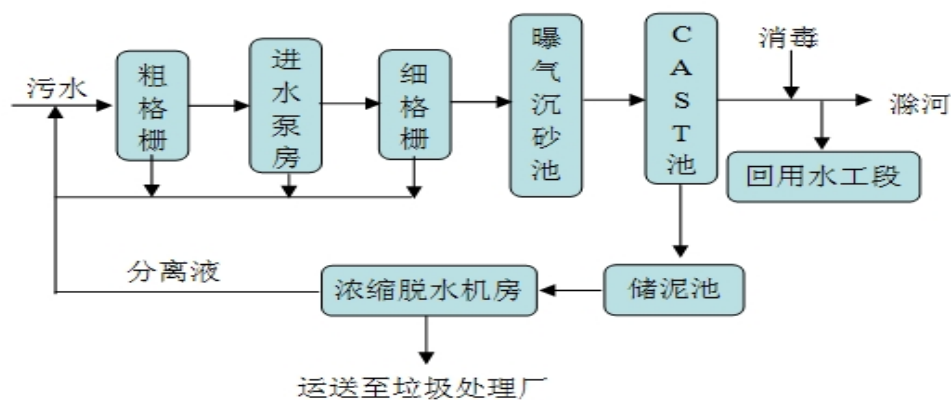 污水
粗格栅
进水泵房
细格栅
曝气沉砂池
CAST池
消毒
滁河
回用水工段
分离液
浓缩脱水机房
储泥池
运送至垃圾处理厂